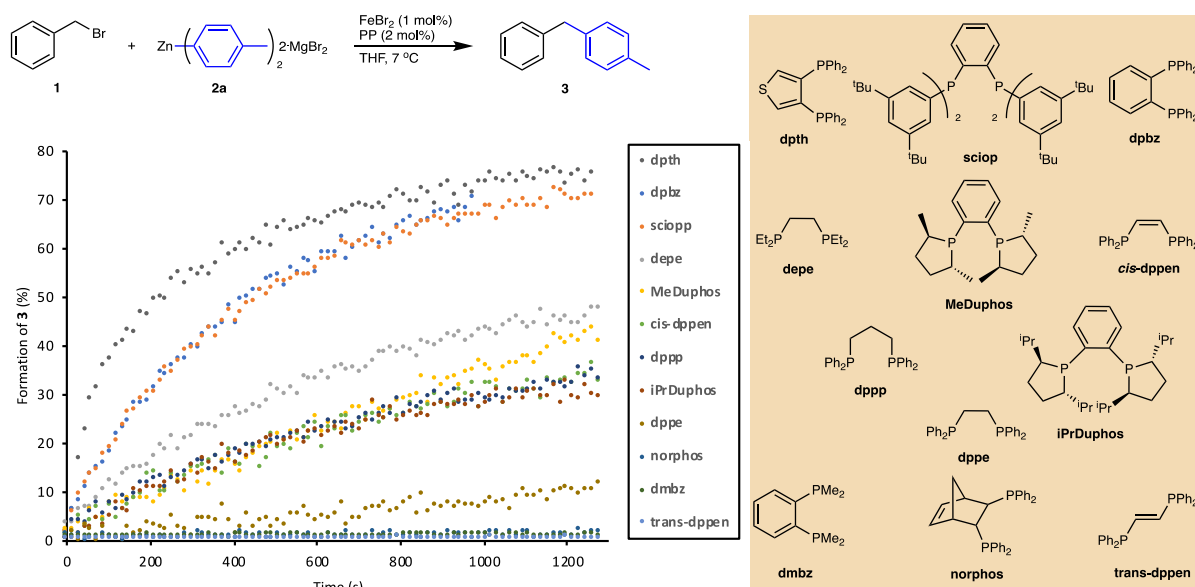 Br
+
Zn
2
2·MgBr₂
FeBr₂ (1 mol%)
PP (2 mol%)
THF, 7 °C
1
2a
3
Formation of 3 (%)
80
70
60
50
40
30
20
10
0
0
200
400
600
800
1000
1200
Time (s)
dpth
dpbz
sciopp
depe
MeDuphos
cis-dppen
dppp
iPrDuphos
dppe
norphos
dmbz
trans-dppen
S
PPh₂
PPh₂
dpth
ᵗBu
ᵗBu
P
P
2
2
ᵗBu
ᵗBu
sciop
PPh₂
PPh₂
dpbz
Et₂P
PEt₂
depe
P
P
MeDuphos
Ph₂P
PPh₂
cis-dppen
PPh₂
PPh₂
dppp
iPr
iPr
P
P
iPr
iPr
iPrDuphos
Ph₂P
PPh₂
dppe
PMe₂
PMe₂
dmbz
PPh₂
PPh₂
norphos
PPh₂
Ph₂P
trans-dppen